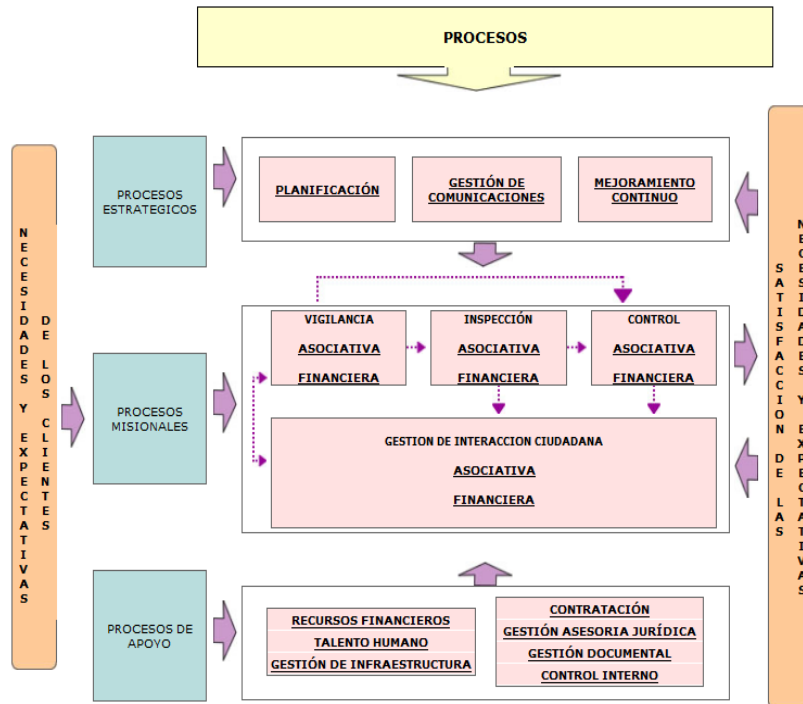 PROCESOS
NECESIDADES Y EXPECTATIVAS
DE LOS CLIENTES
PROCESOS
ESTRATEGICOS
PLANIFICACIÓN
GESTIÓN DE
COMUNICACIONES
MEJORAMIENTO
CONTINUO
PROCESOS
MISIONALES
VIGILANCIA
ASOCIATIVA
FINANCIERA
INSPECCIÓN
ASOCIATIVA
FINANCIERA
CONTROL
ASOCIATIVA
FINANCIERA
GESTION DE INTERACCION CIUDADANA
ASOCIATIVA
FINANCIERA
PROCESOS DE
APOYO
RECURSOS FINANCIEROS
TALENTO HUMANO
GESTIÓN DE INFRAESTRUCTURA
CONTRATACIÓN
GESTIÓN ASESORIA JURÍDICA
GESTIÓN DOCUMENTAL
CONTROL INTERNO
SATISFACCION DE LAS
NECESIDADES Y EXPECTATIVAS